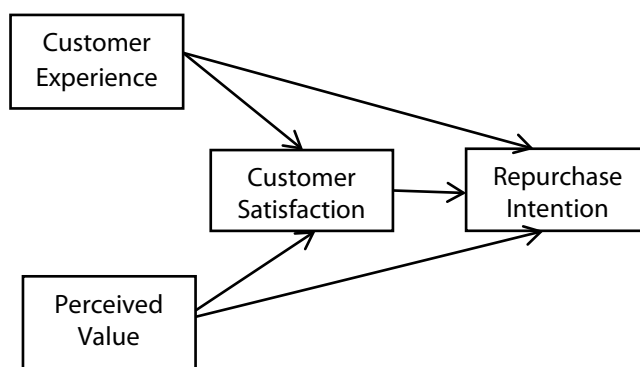 Customer
Experience
Customer
Satisfaction
Repurchase
Intention
Perceived
Value